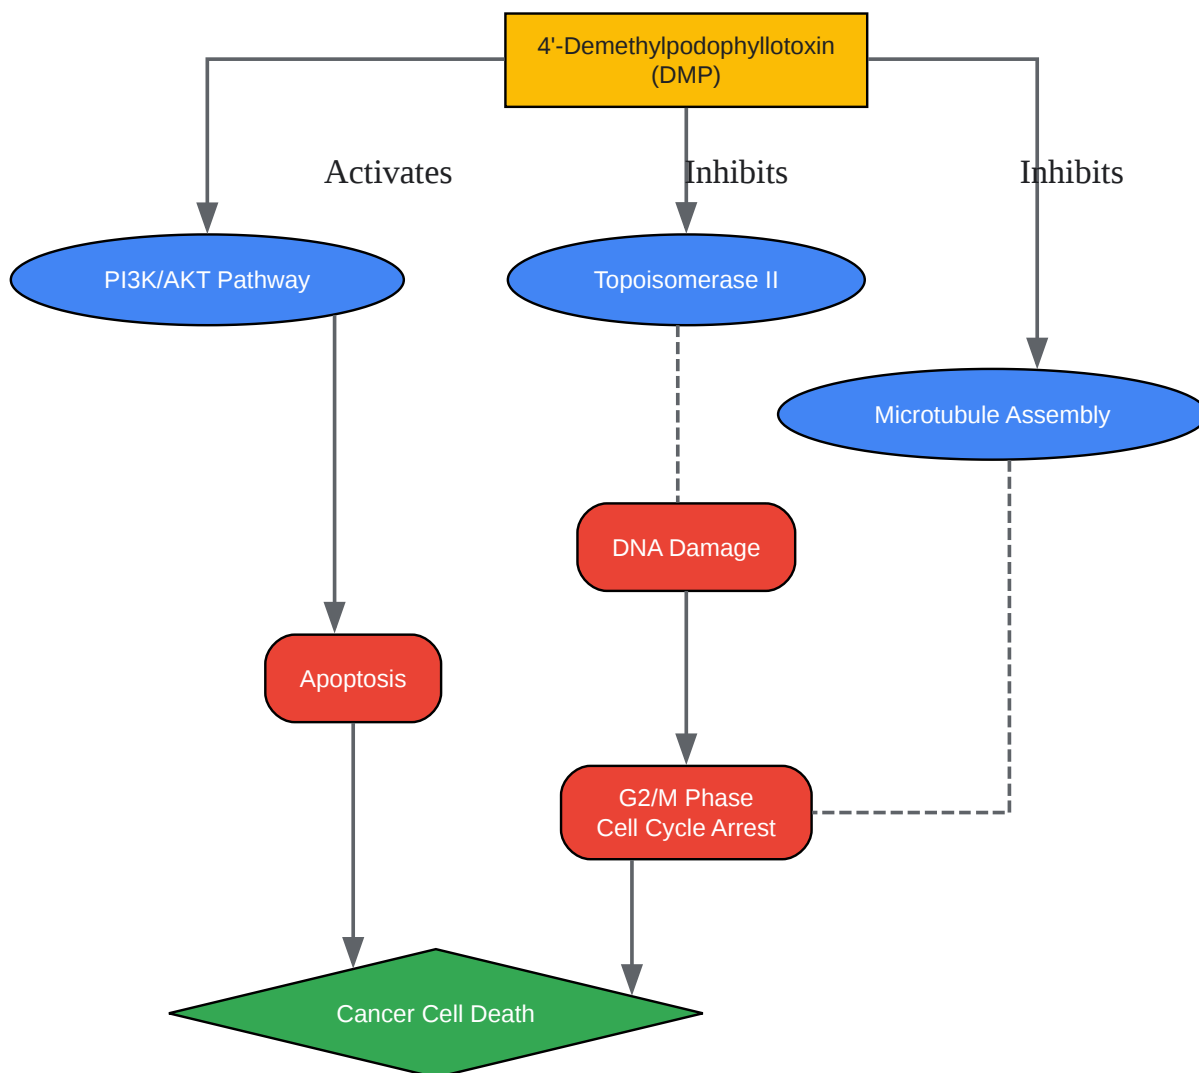 4'-Demethylpodophyllotoxin
(DMP)
Activates
Inhibits
Inhibits
PI3K/AKT Pathway
Topoisomerase II
Microtubule Assembly
DNA Damage
Apoptosis
G2/M Phase
Cell Cycle Arrest
Cancer Cell Death